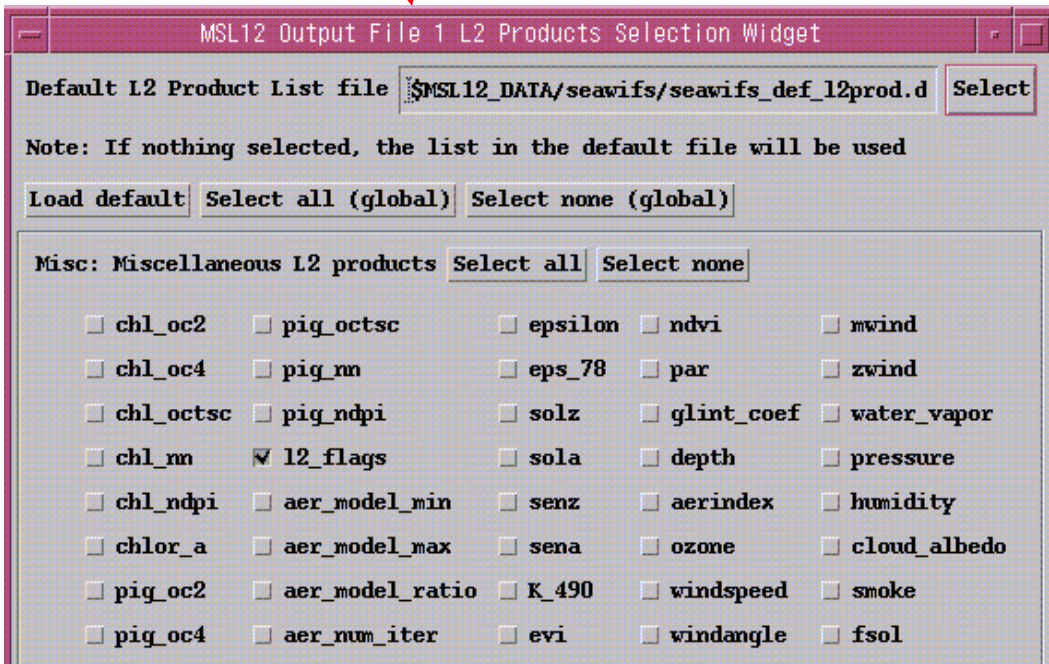 MSL12 Output File 1 L2 Products Selection Widget
Default L2 Product List file $MSL12_DATA/seawifs/seawifs_def_l2prod.d Select
Note: If nothing selected, the list in the default file will be used
Load default Select all (global) Select none (global)
Misc: Miscellaneous L2 products Select all Select none
chl_oc2 pig_octsc epsilon ndvi mwind
chl_oc4 pig_nn eps_78 par zwind
chl_octsc pig_ndpi solz glint_coef water_vapor
chl_nn l2_flags sola depth pressure
chl_ndpi aer_model_min senz aerindex humidity
chlor_a aer_model_max sena ozone cloud_albedo
pig_oc2 aer_model_ratio K_490 windspeed smoke
pig_oc4 aer_num_iter evi windangle fsol